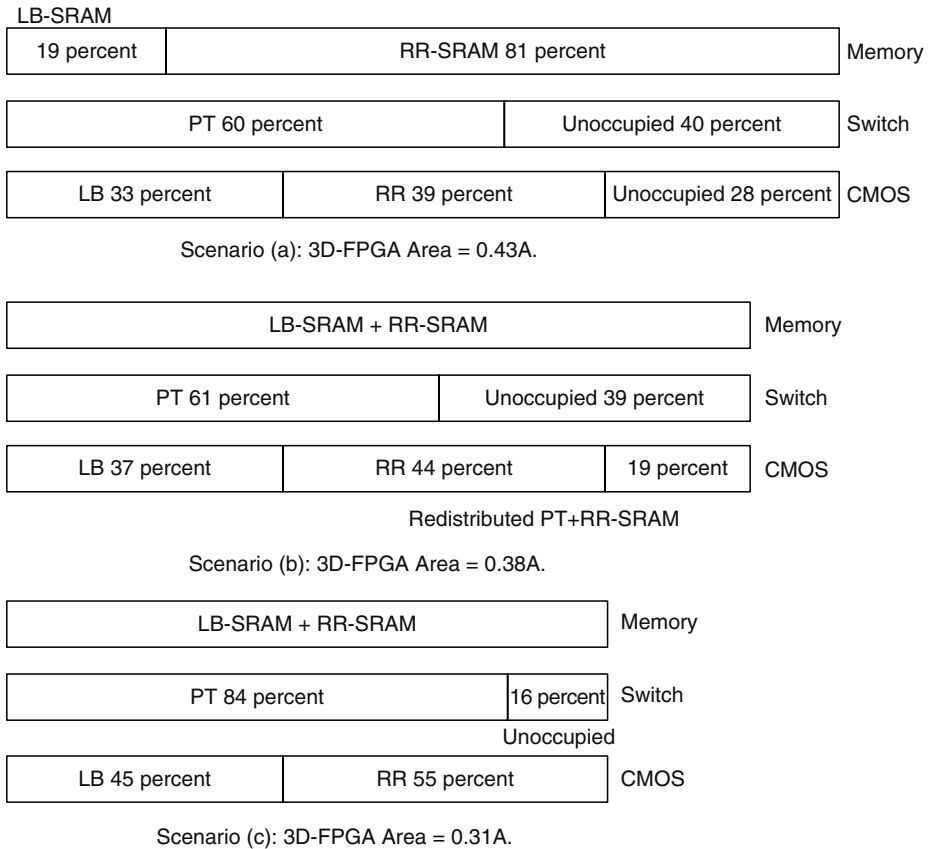 LB-SRAM
19 percent RR-SRAM 81 percent Memory
PT 60 percent Unoccupied 40 percent Switch
LB 33 percent RR 39 percent Unoccupied 28 percent CMOS
Scenario (a): 3D-FPGA Area = 0.43A.
LB-SRAM + RR-SRAM Memory
PT 61 percent Unoccupied 39 percent Switch
LB 37 percent RR 44 percent 19 percent CMOS
Redistributed PT+RR-SRAM
Scenario (b): 3D-FPGA Area = 0.38A.
LB-SRAM + RR-SRAM Memory
PT 84 percent 16 percent Switch
Unoccupied
LB 45 percent RR 55 percent CMOS
Scenario (c): 3D-FPGA Area = 0.31A.